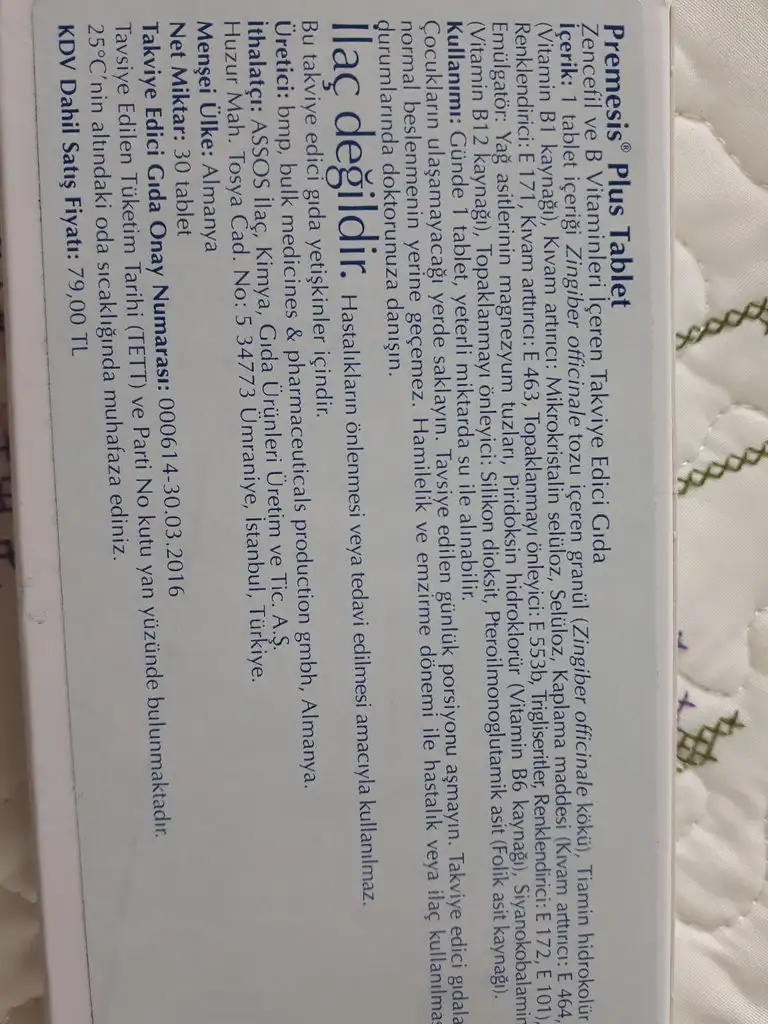 Premesis® Plus Tablet
Zencefil ve B Vitaminleri İçeren Takviye Edici Gıda
İçerik: 1 tablet içeriği Zingiber officinale tozu içeren granül (Zingiber officinale kökü), Tiamin hidroklorür
(Vitamin B1 kaynağı), Kıvam artırıcı: Mikrokristalin selüloz, Selüloz, Kaplama maddesi (Kıvam arttırıcı: E 464,
Renklendirici: E 171, Kıvam arttırıcı: E 463, Topaklanmayı önleyici: E 553b, Trigliseritler, Renklendirici: E 172, E 101),
Emülgatör: Yağ asitlerinin magnezyum tuzları, Piridoksin hidroklorür (Vitamin B6 kaynağı), Siyanokobalamin
(Vitamin B12 kaynağı), Topaklanmayı önleyici: Silikon dioksit, Pteroilmonoglutamik asit (Folik asit kaynağı).
Kullanımı: Günde 1 tablet, yeterli miktarda su ile alınabilir.
Çocukların ulaşamayacağı yerde saklayın. Tavsiye edilen günlük porsiyonu aşmayın. Takviye edici gıdala
normal beslenmenin yerine geçemez. Hamilelik ve emzirme dönemi ile hastalık veya ilaç kullanılmas
durumlarında doktorunuza danışın.
İlaç değildir. Hastalıkların önlenmesi veya tedavi edilmesi amacıyla kullanılmaz.
Bu takviye edici gıda yetişkinler içindir.
Üretici: bmp, bulk medicines & pharmaceuticals production gmbh, Almanya.
İthalatçı: ASSOS İlaç, Kimya, Gıda Ürünleri Üretim ve Tic. A.Ş.
Huzur Mah. Tosya Cad. No: 5 34773 Ümraniye, İstanbul, Türkiye.
Menşei Ülke: Almanya
Net Miktar: 30 tablet
Takviye Edici Gıda Onay Numarası: 000614-30.03.2016
Tavsiye Edilen Tüketim Tarihi (TETT) ve Parti No kutu yan yüzünde bulunmaktadır.
25°C'nin altındaki oda sıcaklığında muhafaza ediniz.
KDV Dahil Satış Fiyatı: 79,00 TL